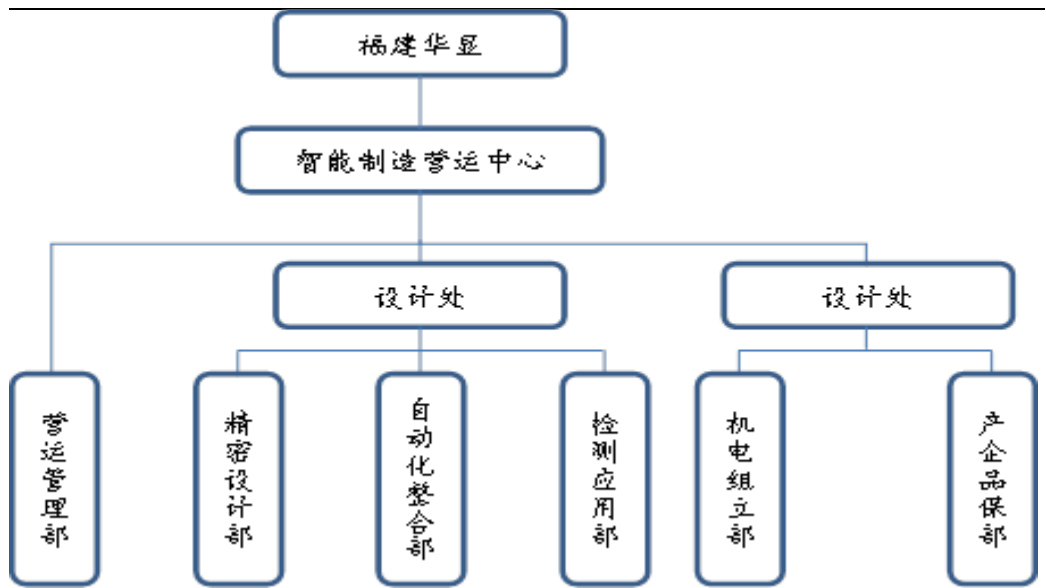 福建华显
智能制造营运中心
设计处
设计处
营运管理部
精密设计部
自动化整合部
检测应用部
机电组立部
产企品保部